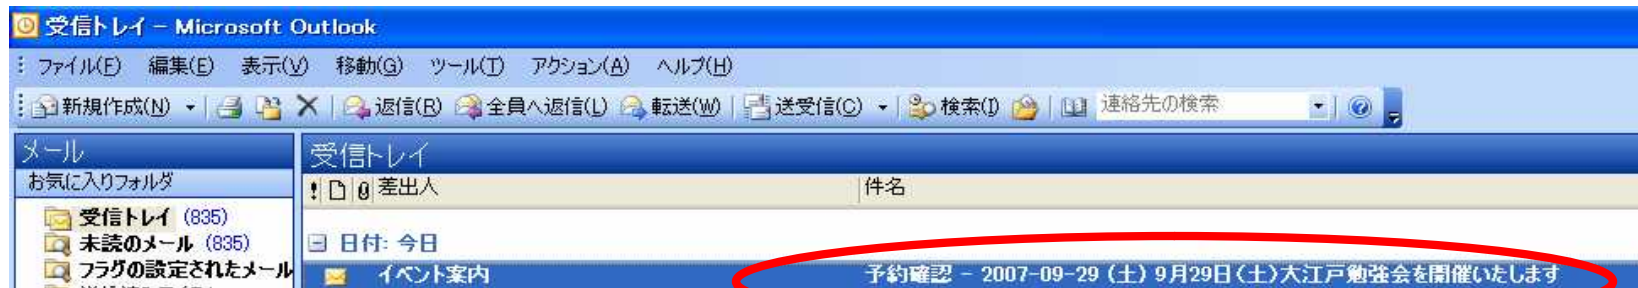 受信トレイ - Microsoft Outlook
ファイル(F) 編集(E) 表示(V) 移動(G) ツール(T) アクション(A) ヘルプ(H)
新規作成(N) 返信(R) 全員へ返信(L) 転送(W) 送受信(C) 検索(I) 連絡先の検索
メール 受信トレイ
お気に入りフォルダ 差出人 件名
受信トレイ (835)
未読のメール (835) 日付: 今日
フラグの設定されたメール イベント案内 予約確認 - 2007-09-29 (土) 9月29日(土)大江戸勉強会を開催いたします